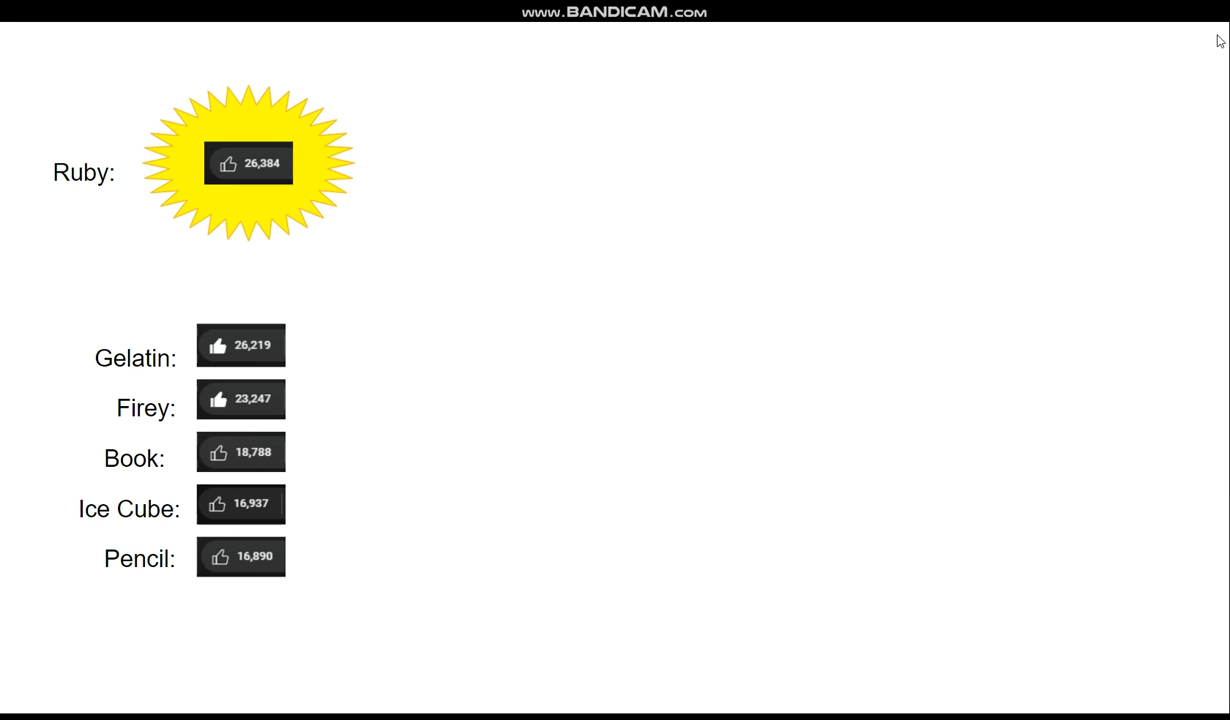 www.BANDICAM.com
Ruby: 26,384
Gelatin: 26,219
Firey: 23,247
Book: 18,788
Ice Cube: 16,937
Pencil: 16,890